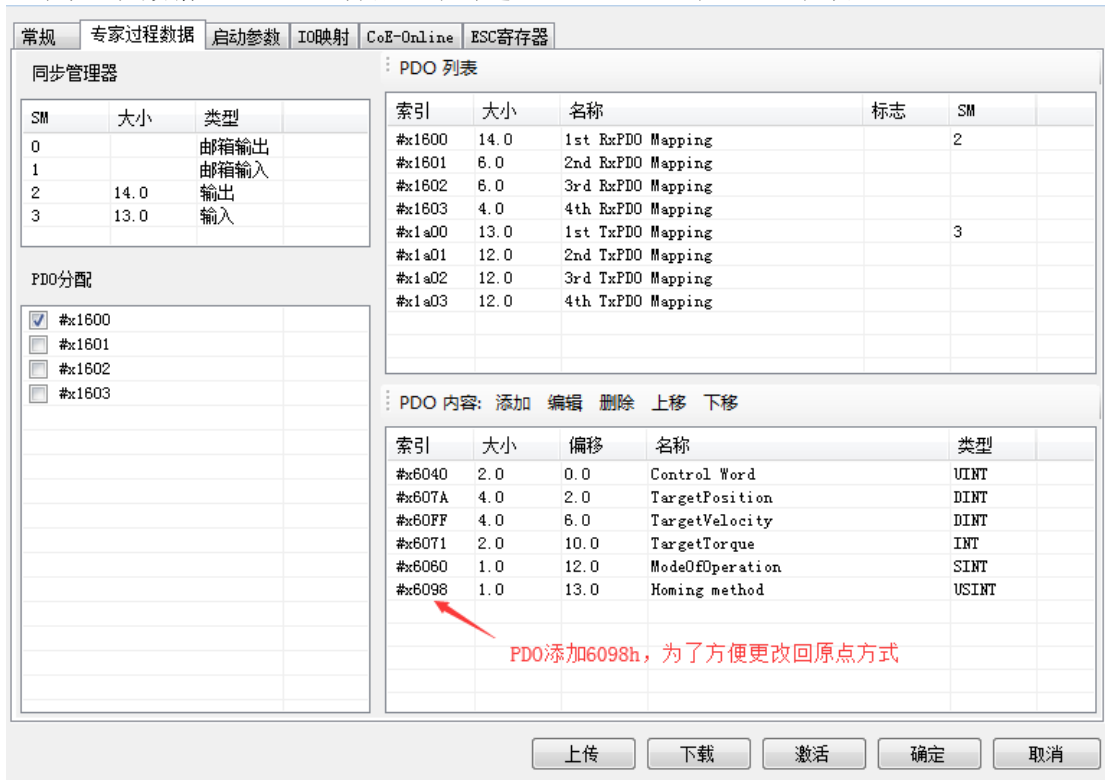 常规 专家过程数据 启动参数 IO映射 CoE-Online ESC寄存器
同步管理器
SM 大小 类型
0 邮箱输出
1 邮箱输入
2 14.0 输出
3 13.0 输入
PDO分配
#x1600
#x1601
#x1602
#x1603
PDO 列表
索引 大小 名称 标志 SM
#x1600 14.0 1st RxPDO Mapping 2
#x1601 6.0 2nd RxPDO Mapping
#x1602 6.0 3rd RxPDO Mapping
#x1603 4.0 4th RxPDO Mapping
#x1a00 13.0 1st TxPDO Mapping 3
#x1a01 12.0 2nd TxPDO Mapping
#x1a02 12.0 3rd TxPDO Mapping
#x1a03 12.0 4th TxPDO Mapping
PDO 内容: 添加 编辑 删除 上移 下移
索引 大小 偏移 名称 类型
#x6040 2.0 0.0 Control Word UINT
#x607A 4.0 2.0 TargetPosition DINT
#x60FF 4.0 6.0 TargetVelocity DINT
#x6071 2.0 10.0 TargetTorque INT
#x6060 1.0 12.0 ModeOfOperation SINT
#x6098 1.0 13.0 Homing method USINT
PDO添加6098h，为了方便更改回原点方式
上传 下载 激活 确定 取消